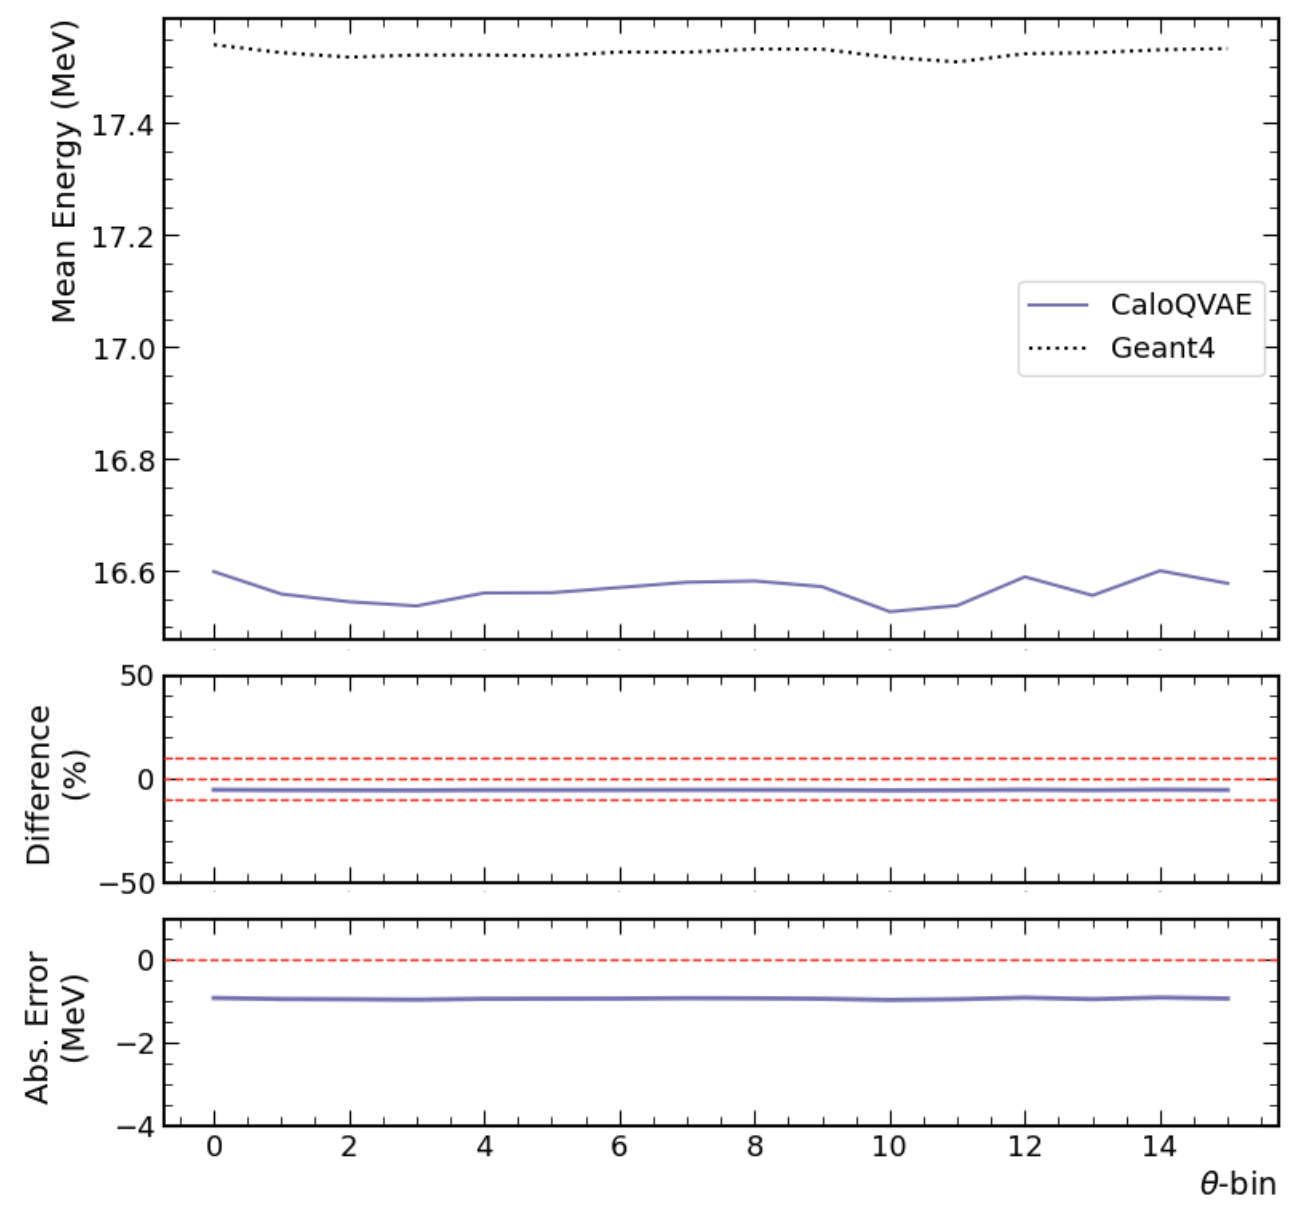 Mean Energy (MeV)
17.4
17.2
17.0
16.8
16.6
CaloQVAE
Geant4
Difference
(%)
50
0
−50
Abs. Error
(MeV)
0
−2
−4
0 2 4 6 8 10 12 14
θ-bin